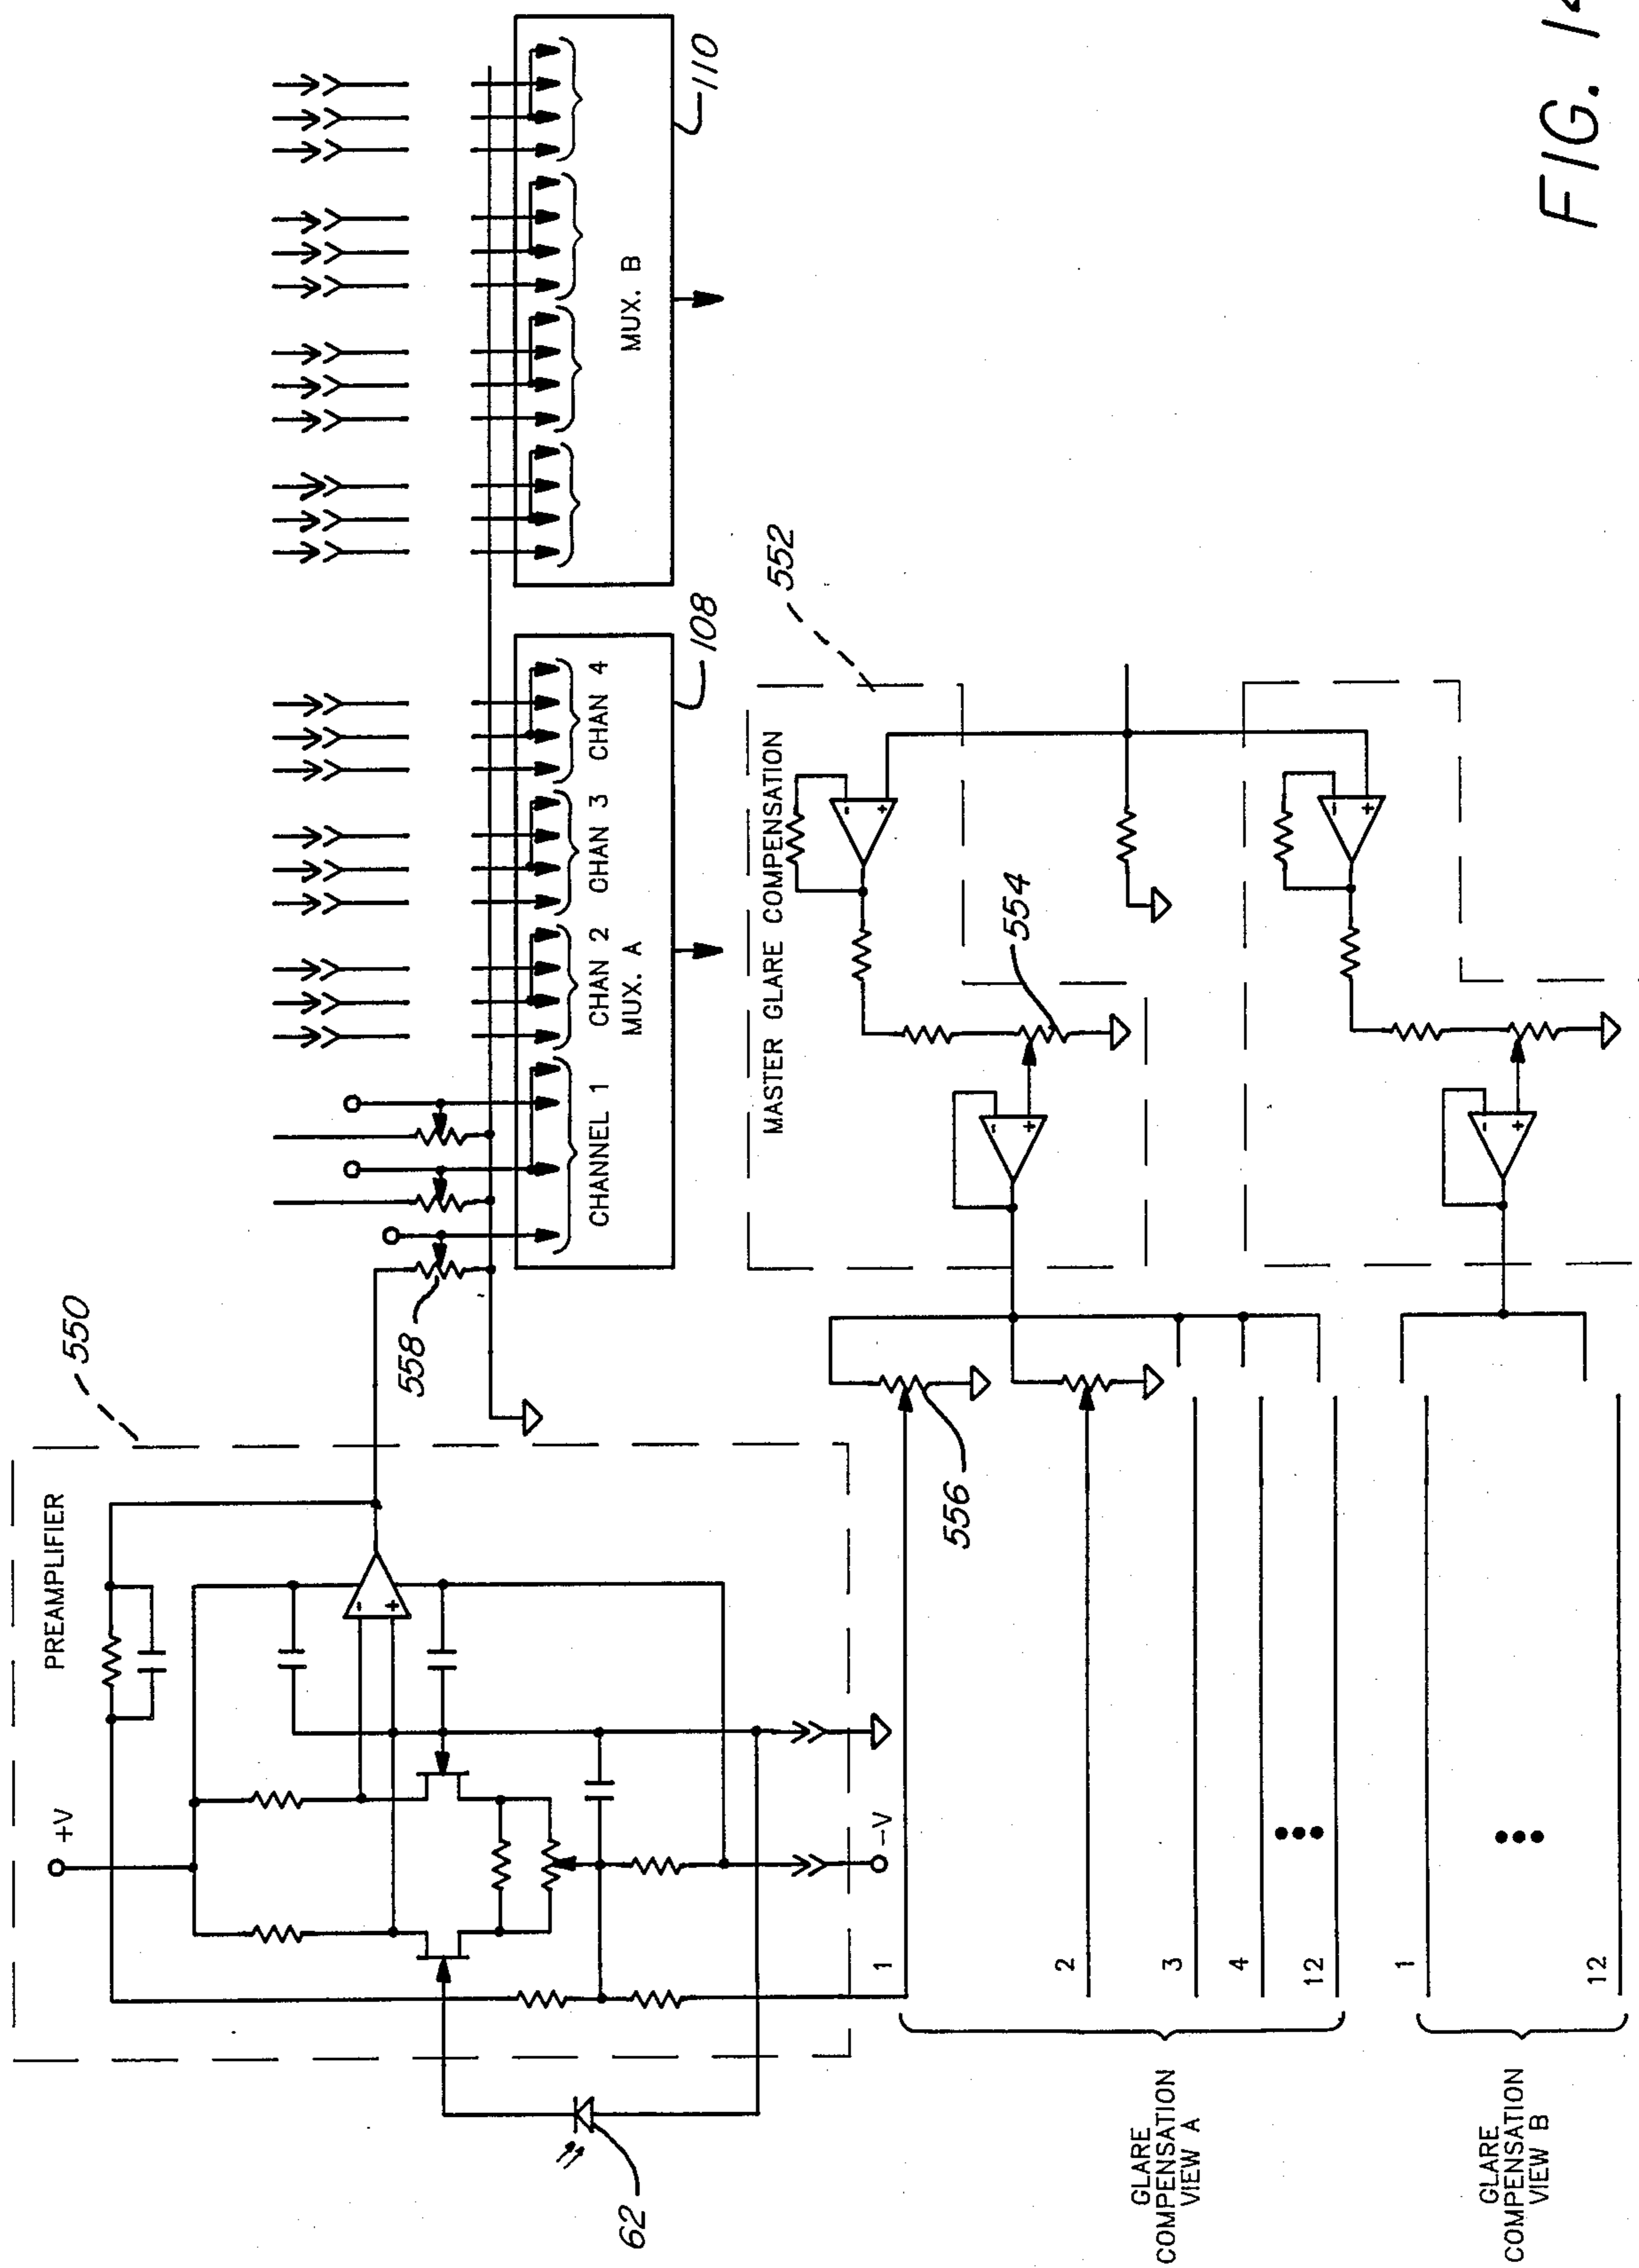 550
PREAMPLIFIER
+V
-
+
-V
62
558
CHANNEL 1
CHAN 2
CHAN 3
CHAN 4
MUX. A
108
MUX. B
110
MASTER GLARE COMPENSATION
552
-
+
554
-
+
-
+
-
+
556
1
2
3
4
12
GLARE
COMPENSATION
VIEW A
1
12
GLARE
COMPENSATION
VIEW B
FIG.